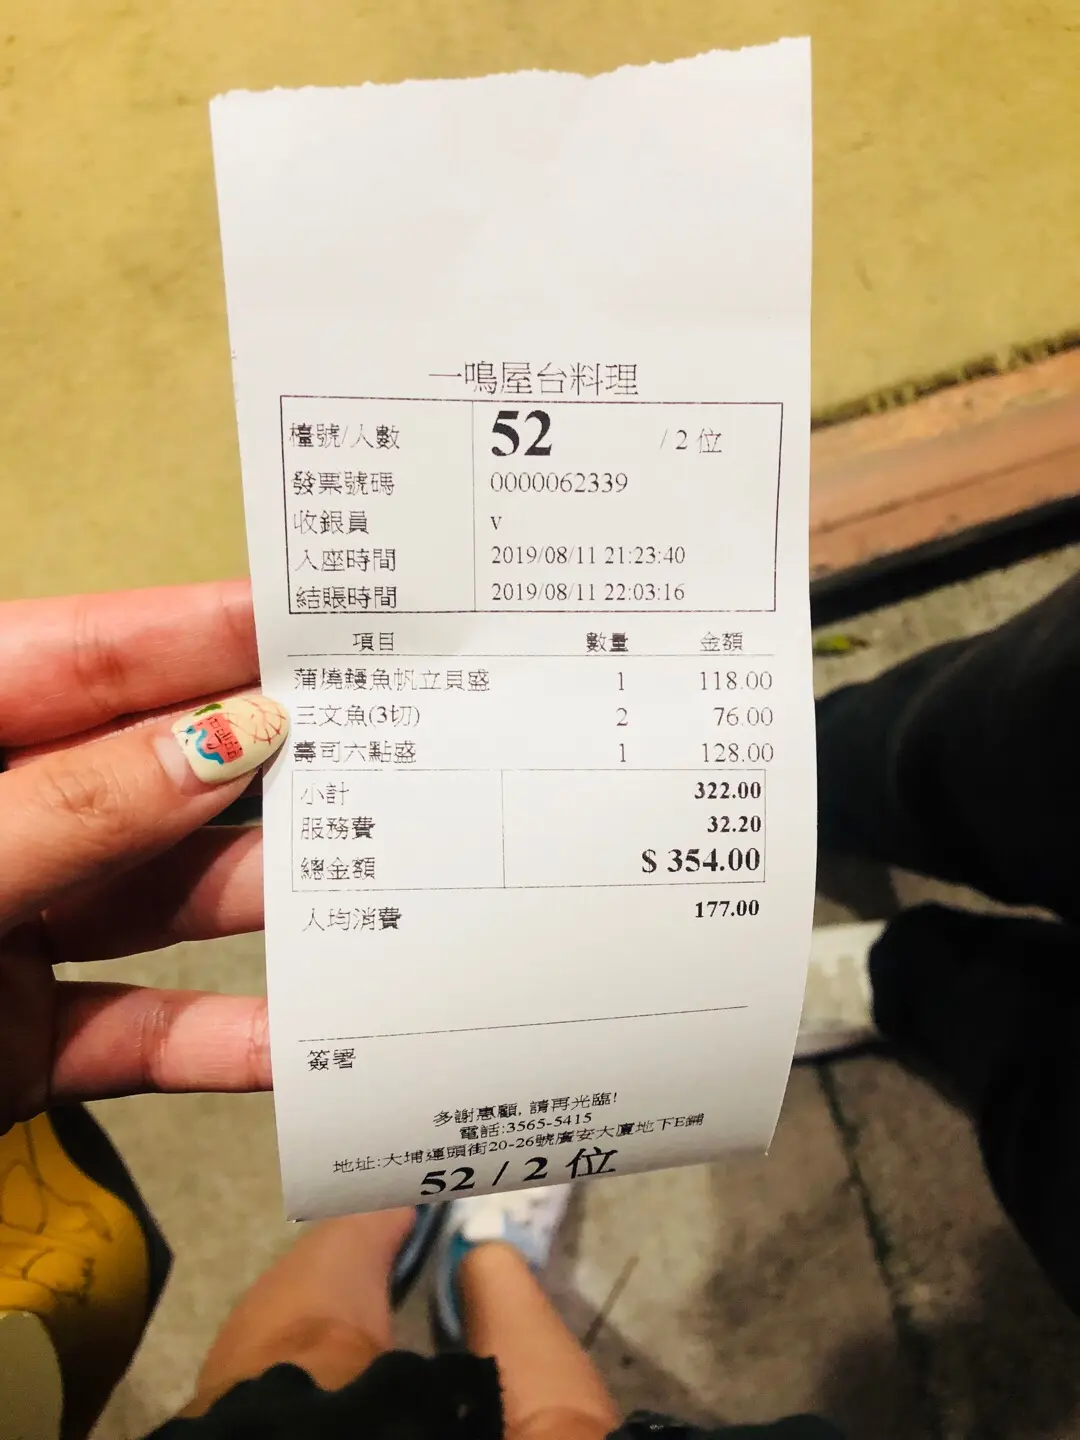 一鳴屋台料理
檯號/人數 52 / 2 位
發票號碼 0000062339
收銀員 v
入座時間 2019/08/11 21:23:40
結賬時間 2019/08/11 22:03:16
項目 數量 金額
蒲燒鰻魚帆立貝盛 1 118.00
三文魚(3切) 2 76.00
壽司六點盛 1 128.00
小計 322.00
服務費 32.20
總金額 $ 354.00
人均消費 177.00
簽署
多謝惠顧, 請再光臨!
電話:3565-5415
地址:大埔運頭街20-26號廣安大廈地下E鋪
52 / 2 位